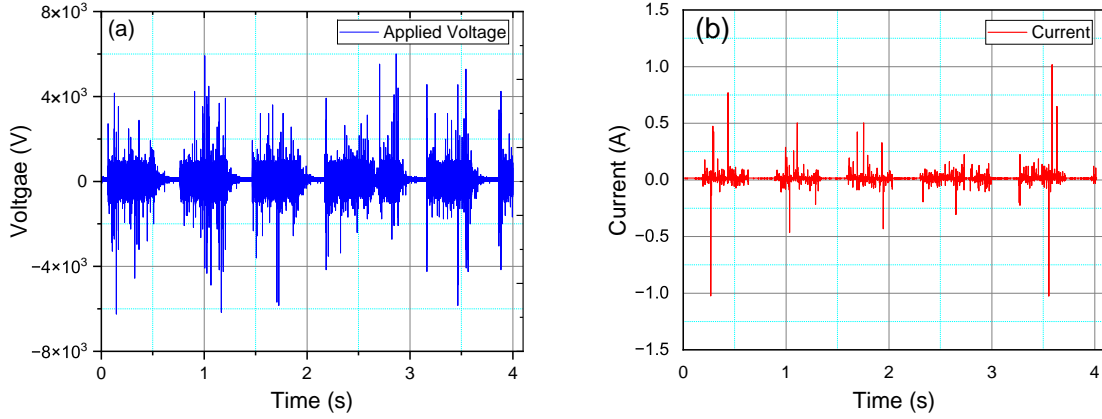 (a)
Applied Voltage
8×10³
4×10³
0
−4×10³
−8×10³
Voltgae (V)
0
1
2
3
4
Time (s)
(b)
Current
1.5
1.0
0.5
0.0
−0.5
−1.0
−1.5
Current (A)
0
1
2
3
4
Time (s)